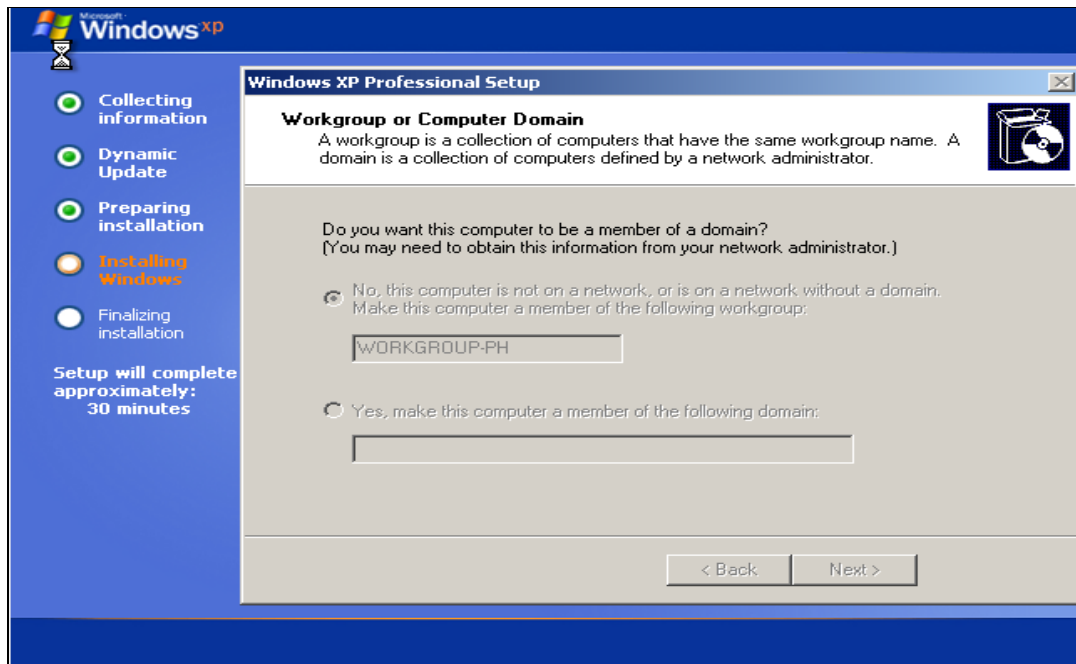 Microsoft
Windows xp
Collecting
information
Dynamic
Update
Preparing
installation
Installing
Windows
Finalizing
installation
Setup will complete
approximately:
30 minutes
Windows XP Professional Setup
Workgroup or Computer Domain
A workgroup is a collection of computers that have the same workgroup name. A
domain is a collection of computers defined by a network administrator.
Do you want this computer to be a member of a domain?
(You may need to obtain this information from your network administrator.)
No, this computer is not on a network, or is on a network without a domain.
Make this computer a member of the following workgroup:
WORKGROUP-PH
Yes, make this computer a member of the following domain:
< Back
Next >